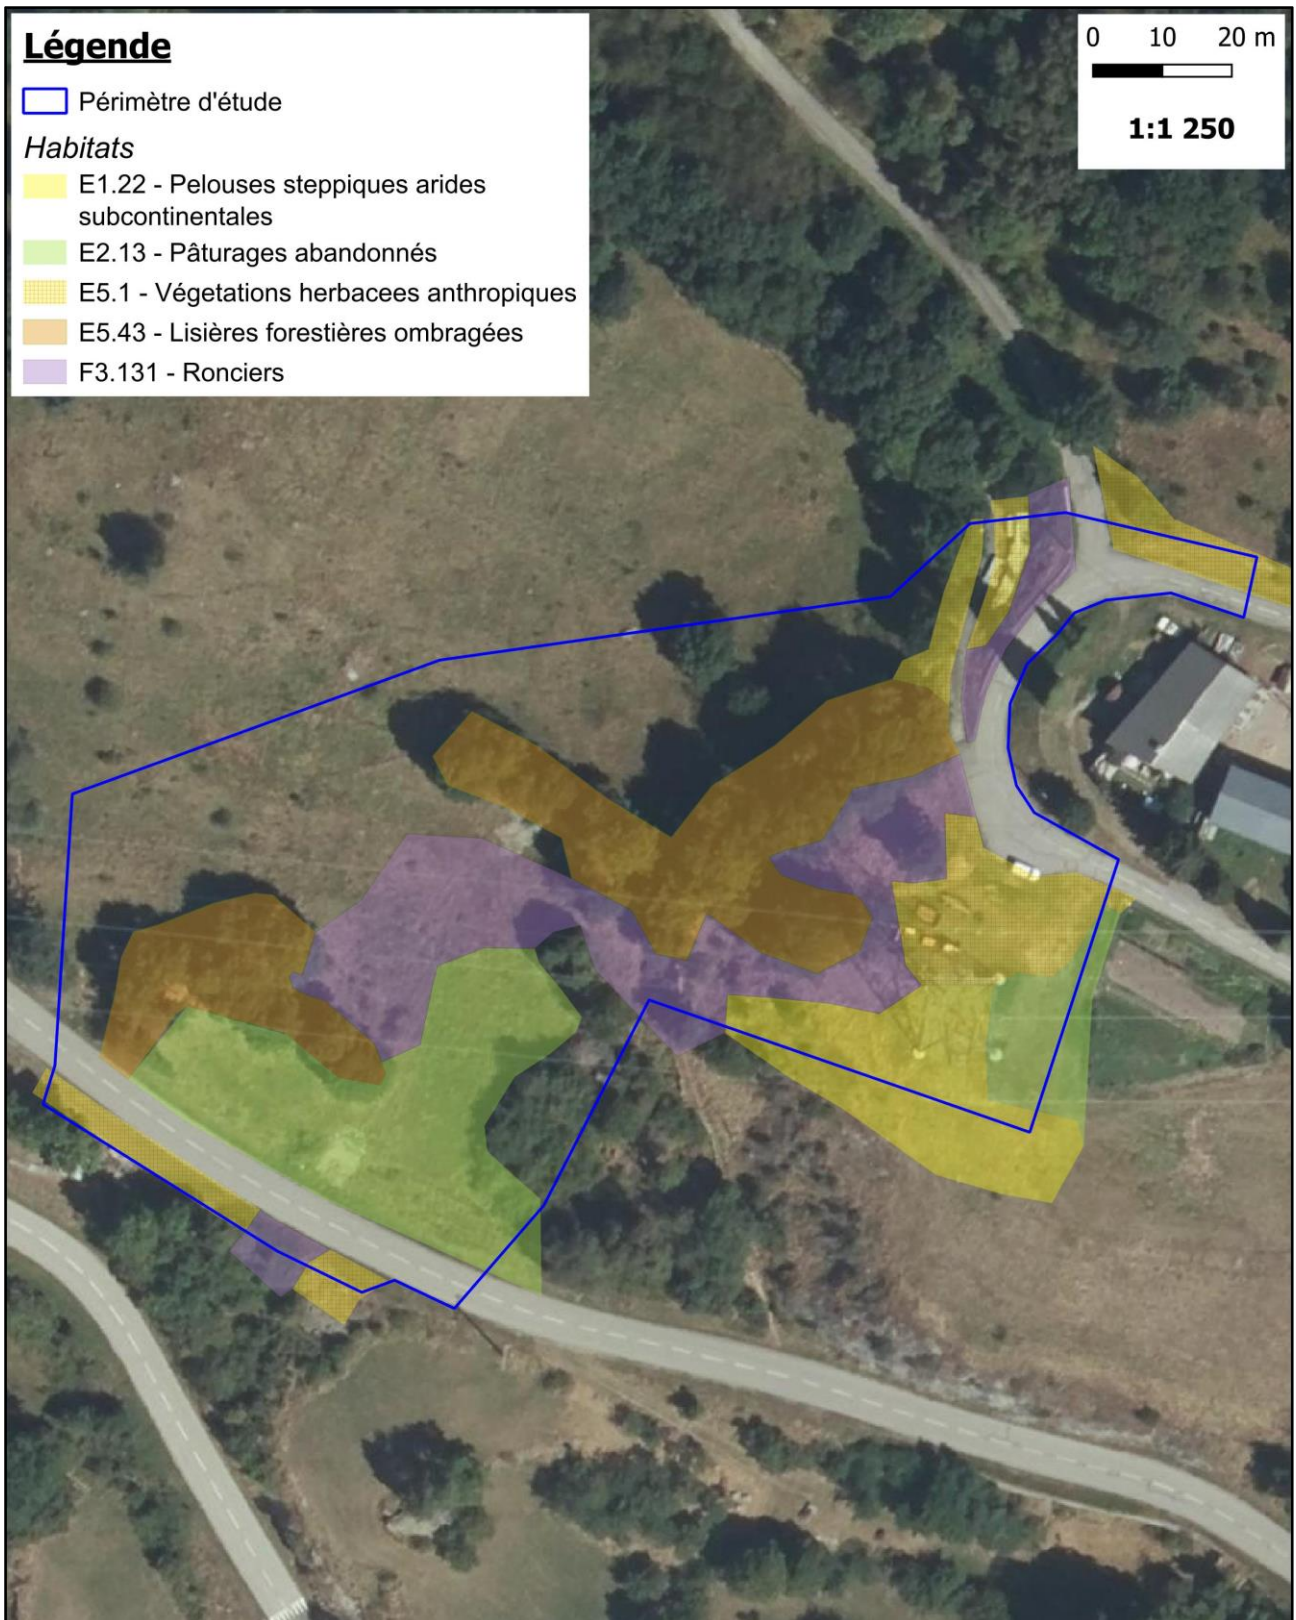 Légende
Périmètre d'étude
Habitats
E1.22 - Pelouses steppiques arides
subcontinentales
E2.13 - Pâturages abandonnés
E5.1 - Végetations herbacees anthropiques
E5.43 - Lisières forestières ombragées
F3.131 - Ronciers
0 10 20 m
1:1 250